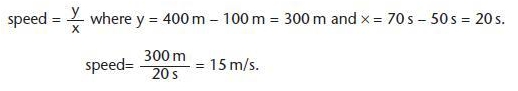 speed = y/x where y = 400 m – 100 m = 300 m and x = 70 s – 50 s = 20 s.
speed= 300 m/20 s = 15 m/s.